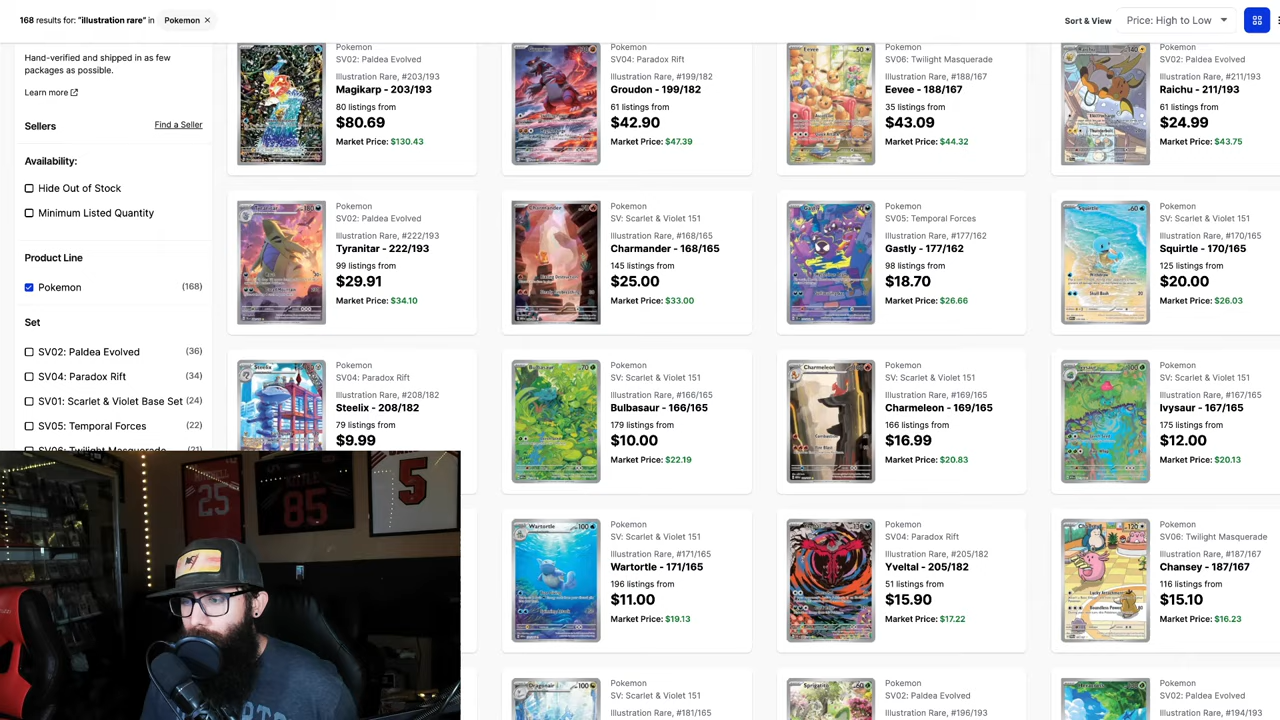 168 results for: "illustration rare" in Pokemon ×
Sort & View Price: High to Low
Hand-verified and shipped in as few
packages as possible.
Learn more
Sellers Find a Seller
Availability:
Hide Out of Stock
Minimum Listed Quantity
Product Line
Pokemon (168)
Set
SV02: Paldea Evolved (36)
SV04: Paradox Rift (34)
SV01: Scarlet & Violet Base Set (24)
SV05: Temporal Forces (22)
SV06: Twilight Masquerade (21)
Pokemon
SV02: Paldea Evolved
Illustration Rare, #203/193
Magikarp - 203/193
80 listings from
$80.69
Market Price: $130.43
Pokemon
SV04: Paradox Rift
Illustration Rare, #199/182
Groudon - 199/182
61 listings from
$42.90
Market Price: $47.39
Pokemon
SV06: Twilight Masquerade
Illustration Rare, #188/167
Eevee - 188/167
35 listings from
$43.09
Market Price: $44.32
Pokemon
SV02: Paldea Evolved
Illustration Rare, #211/193
Raichu - 211/193
61 listings from
$24.99
Market Price: $43.75
Pokemon
SV02: Paldea Evolved
Illustration Rare, #222/193
Tyranitar - 222/193
99 listings from
$29.91
Market Price: $34.10
Pokemon
SV: Scarlet & Violet 151
Illustration Rare, #168/165
Charmander - 168/165
145 listings from
$25.00
Market Price: $33.00
Pokemon
SV05: Temporal Forces
Illustration Rare, #177/162
Gastly - 177/162
98 listings from
$18.70
Market Price: $26.66
Pokemon
SV: Scarlet & Violet 151
Illustration Rare, #170/165
Squirtle - 170/165
125 listings from
$20.00
Market Price: $26.03
Steelix
Pokemon
SV04: Paradox Rift
Illustration Rare, #208/182
Steelix - 208/182
79 listings from
$9.99
Pokemon
SV: Scarlet & Violet 151
Illustration Rare, #166/165
Bulbasaur - 166/165
179 listings from
$10.00
Market Price: $22.19
Charmeleon
Pokemon
SV: Scarlet & Violet 151
Illustration Rare, #169/165
Charmeleon - 169/165
166 listings from
$16.99
Market Price: $20.83
Pokemon
SV: Scarlet & Violet 151
Illustration Rare, #167/165
Ivysaur - 167/165
175 listings from
$12.00
Market Price: $20.13
25
85
5
Wartortle 100
Pokemon
SV: Scarlet & Violet 151
Illustration Rare, #171/165
Wartortle - 171/165
196 listings from
$11.00
Market Price: $19.13
Pokemon
SV04: Paradox Rift
Illustration Rare, #205/182
Yveltal - 205/182
51 listings from
$15.90
Market Price: $17.22
Pokemon
SV06: Twilight Masquerade
Illustration Rare, #187/167
Chansey - 187/167
116 listings from
$15.10
Market Price: $16.23
Dragonair 100
Pokemon
SV: Scarlet & Violet 151
Illustration Rare, #181/165
Sprigatito
Pokemon
SV02: Paldea Evolved
Illustration Rare, #196/193
Pokemon
SV02: Paldea Evolved
Illustration Rare, #194/193